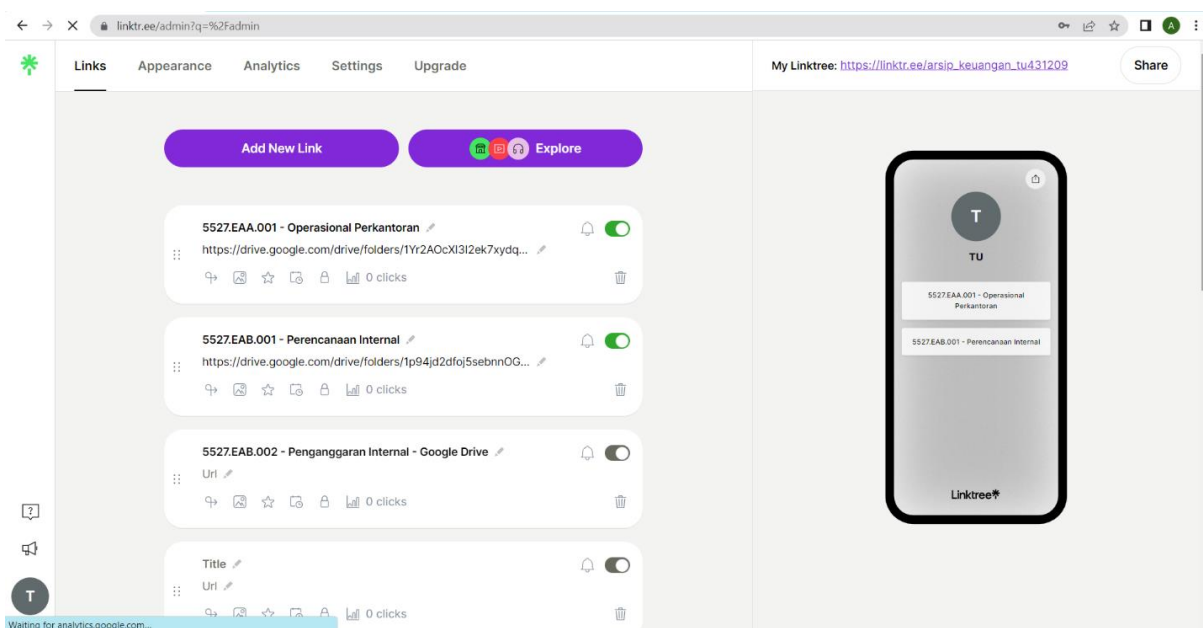 linktr.ee/admin?q=%2Fadmin
A
Links Appearance Analytics Settings Upgrade
My Linktree: https://linktr.ee/arsip_keuangan_tu431209
Share
Add New Link
Explore
5527.EAA.001 - Operasional Perkantoran
https://drive.google.com/drive/folders/1Yr2AOcXl3l2ek7xydq...
0 clicks
5527.EAB.001 - Perencanaan Internal
https://drive.google.com/drive/folders/1p94jd2dfoj5sebnnOG...
0 clicks
5527.EAB.002 - Penganggaran Internal - Google Drive
Url
0 clicks
Title
Url
0 clicks
T
TU
5527.EAA.001 - Operasional
Perkantoran
5527.EAB.001 - Perencanaan Internal
Linktree
T
Waiting for analytics.google.com...